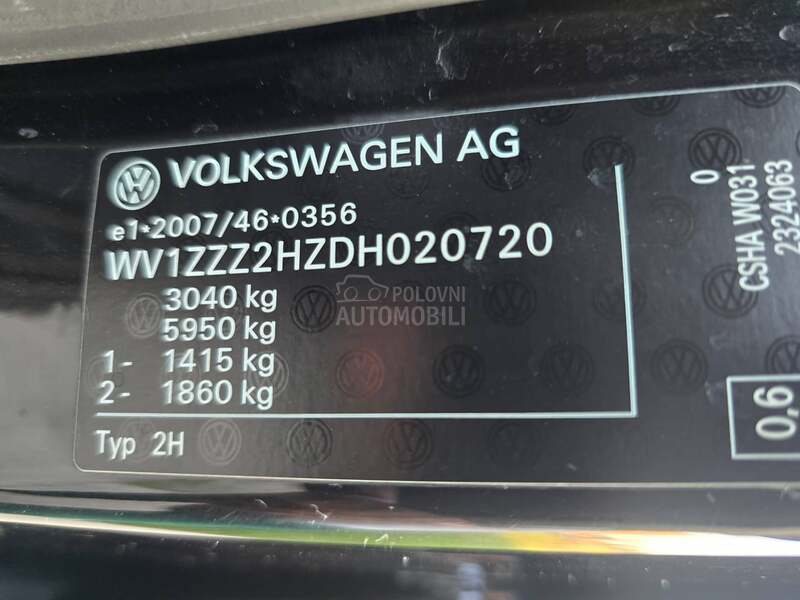 VOLKSWAGEN AG
e1*2007/46*0356
WV1ZZZ2HZDH020720
3040 kg
5950 kg
1- 1415 kg
2- 1860 kg
Typ 2H
0
CSHA W031
2324063
0,6
POLOVNI
AUTOMOBILI